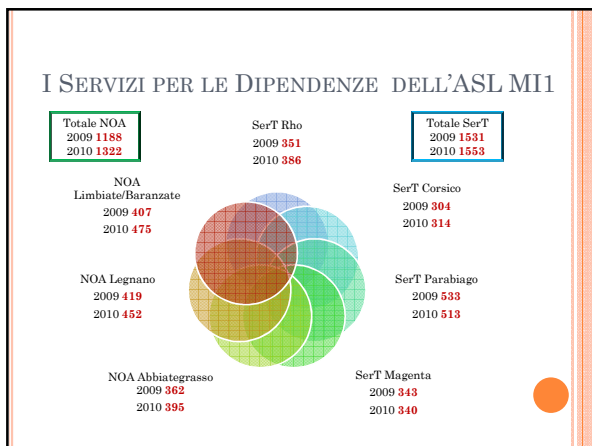 I SERVIZI PER LE DIPENDENZE DELL'ASL MI1
Totale NOA
2009 1188
2010 1322
SerT Rho
2009 351
2010 386
Totale SerT
2009 1531
2010 1553
NOA
Limbiate/Baranzate
2009 407
2010 475
SerT Corsico
2009 304
2010 314
NOA Legnano
2009 419
2010 452
SerT Parabiago
2009 533
2010 513
NOA Abbiategrasso
2009 362
2010 395
SerT Magenta
2009 343
2010 340